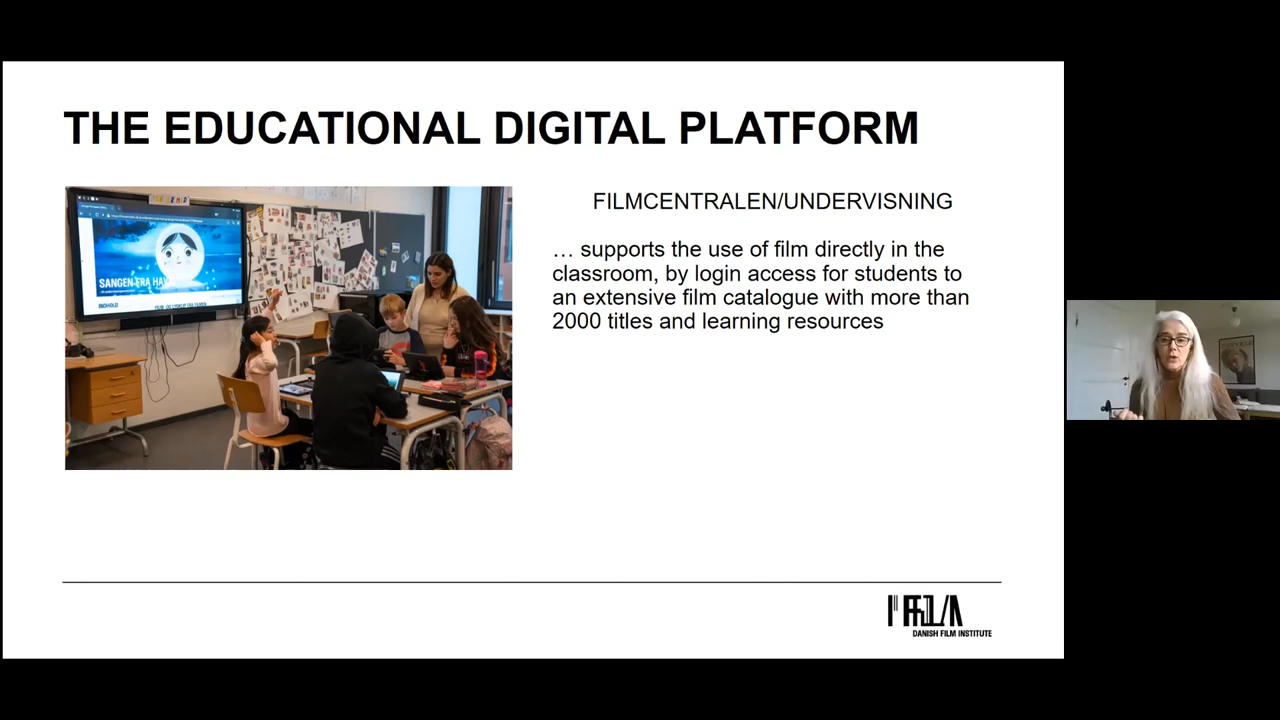 THE EDUCATIONAL DIGITAL PLATFORM
SANGEN FRA HAV
INDHOLD
FILMCENTRALEN/UNDERVISNING
… supports the use of film directly in the
classroom, by login access for students to
an extensive film catalogue with more than
2000 titles and learning resources
DANISH FILM INSTITUTE